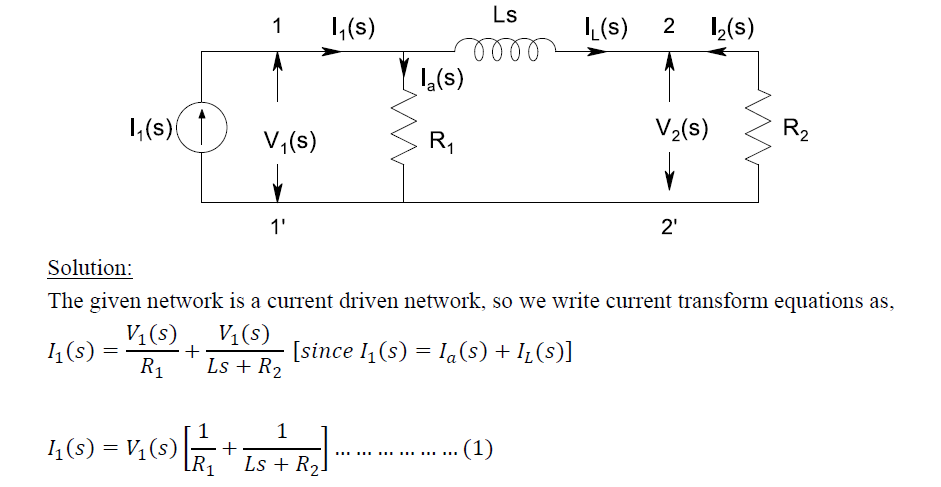 1 I₁(s) Ls I_L(s) 2 I₂(s)
Iₐ(s)
I₁(s) V₁(s) R₁ V₂(s) R₂
1' 2'
Solution:
The given network is a current driven network, so we write current transform equations as,
I₁(s) = V₁(s)/R₁ + V₁(s)/(Ls + R₂) [since I₁(s) = Iₐ(s) + I_L(s)]
I₁(s) = V₁(s) [1/R₁ + 1/(Ls + R₂)] ... ... ... ... ... ... (1)